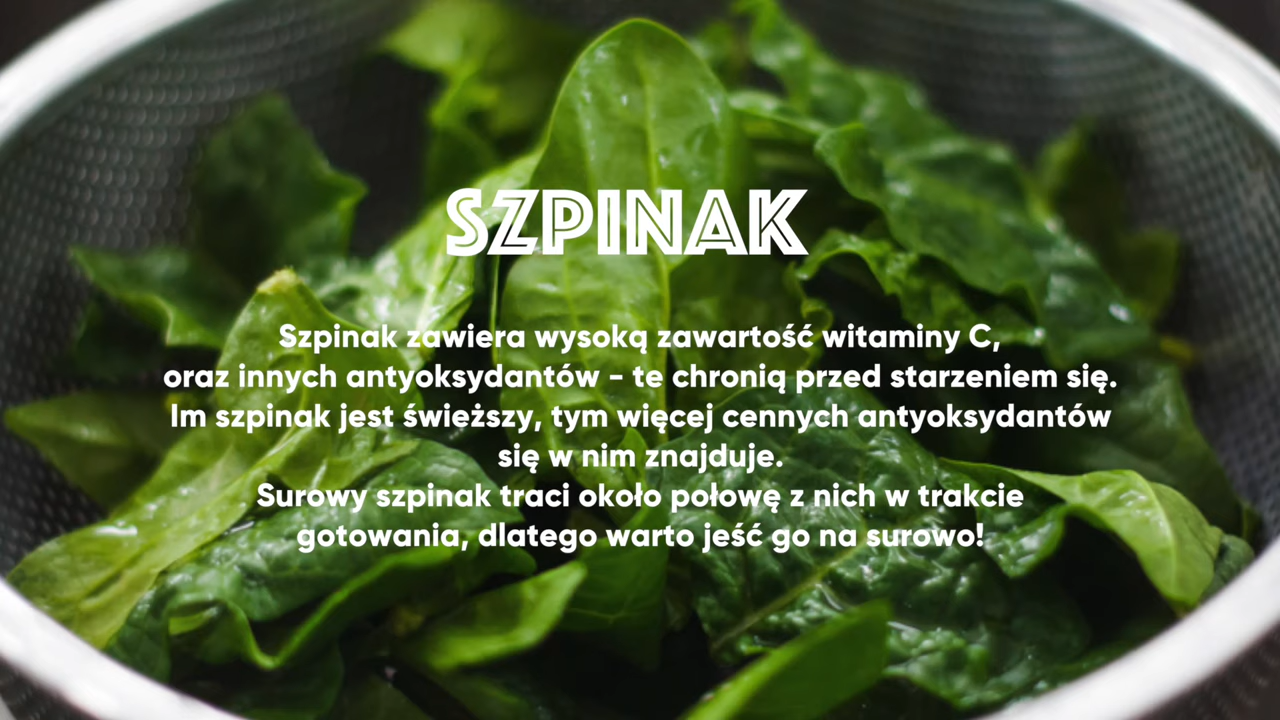 SZPINAK
Szpinak zawiera wysoką zawartość witaminy C,
oraz innych antyoksydantów - te chronią przed starzeniem się.
Im szpinak jest świeższy, tym więcej cennych antyoksydantów
się w nim znajduje.
Surowy szpinak traci około połowę z nich w trakcie
gotowania, dlatego warto jeść go na surowo!